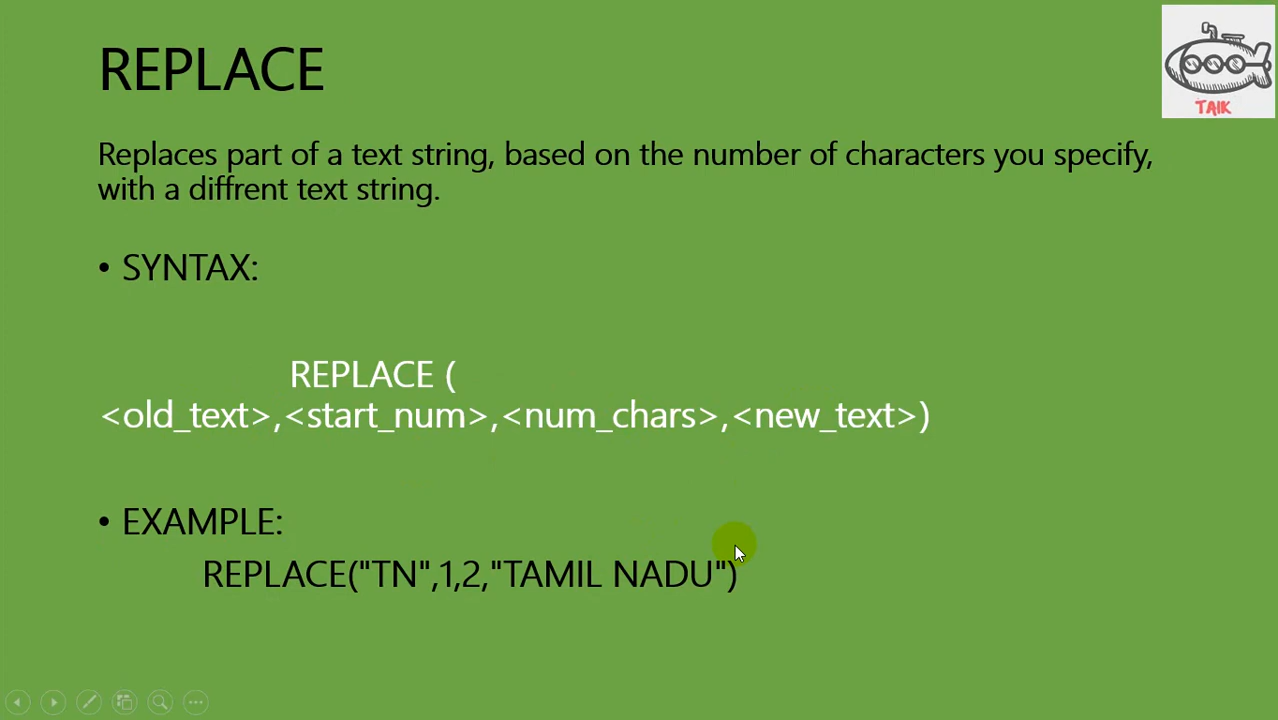 REPLACE
TAIK
Replaces part of a text string, based on the number of characters you specify,
with a diffrent text string.
• SYNTAX:
REPLACE (
<old_text>,<start_num>,<num_chars>,<new_text>)
• EXAMPLE:
REPLACE("TN",1,2,"TAMIL NADU")